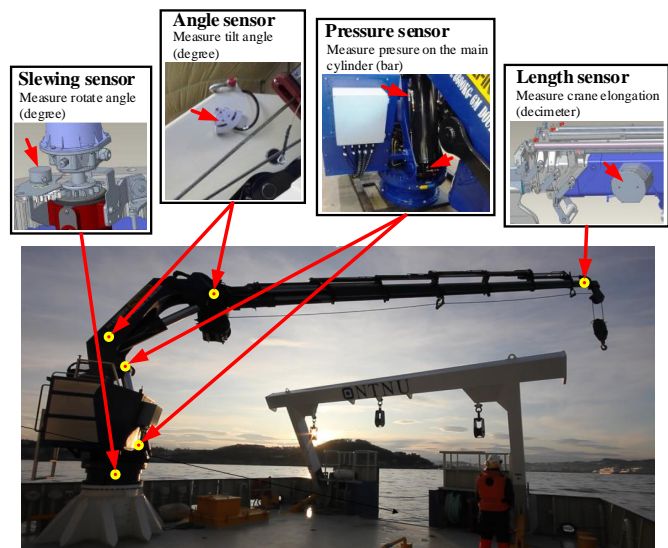 Slewing sensor
Measure rotate angle
(degree)
Angle sensor
Measure tilt angle
(degree)
Pressure sensor
Measure presure on the main
cylinder (bar)
Length sensor
Measure crane elongation
(decimeter)
NTNU